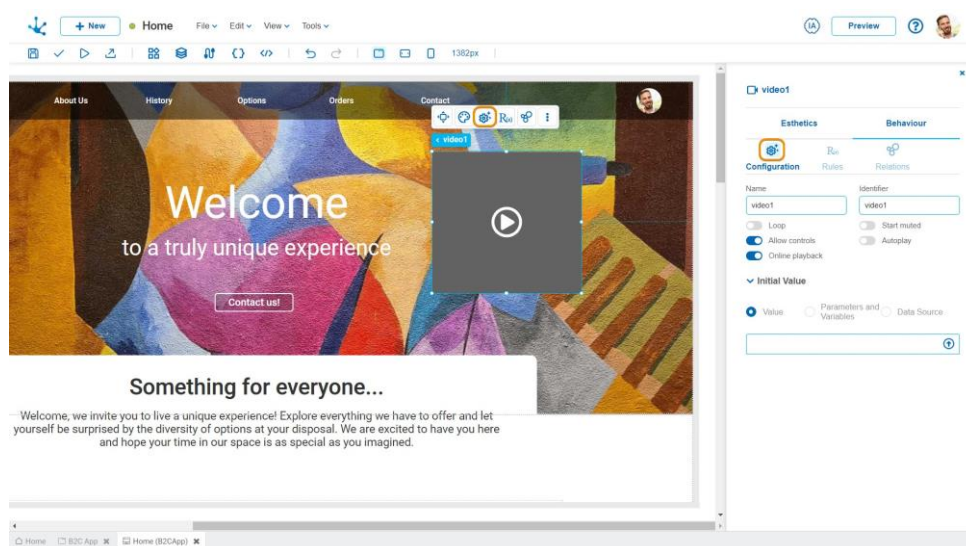 + New
Home
File
Edit
View
Tools
IA
Preview
?
1382px
About Us
History
Options
Orders
Contact
R(x)
< video1
Welcome
to a truly unique experience
Contact us!
Something for everyone...
Welcome, we invite you to live a unique experience! Explore everything we have to offer and let
yourself be surprised by the diversity of options at your disposal. We are excited to have you here
and hope your time in our space is as special as you imagined.
video1
Esthetics
Behaviour
Configuration
Rules
Relations
Name
Identifier
video1
video1
Loop
Start muted
Allow controls
Autoplay
Online playback
Initial Value
Value
Parameters and
Variables
Data Source
Home
B2C App
Home (B2CApp)